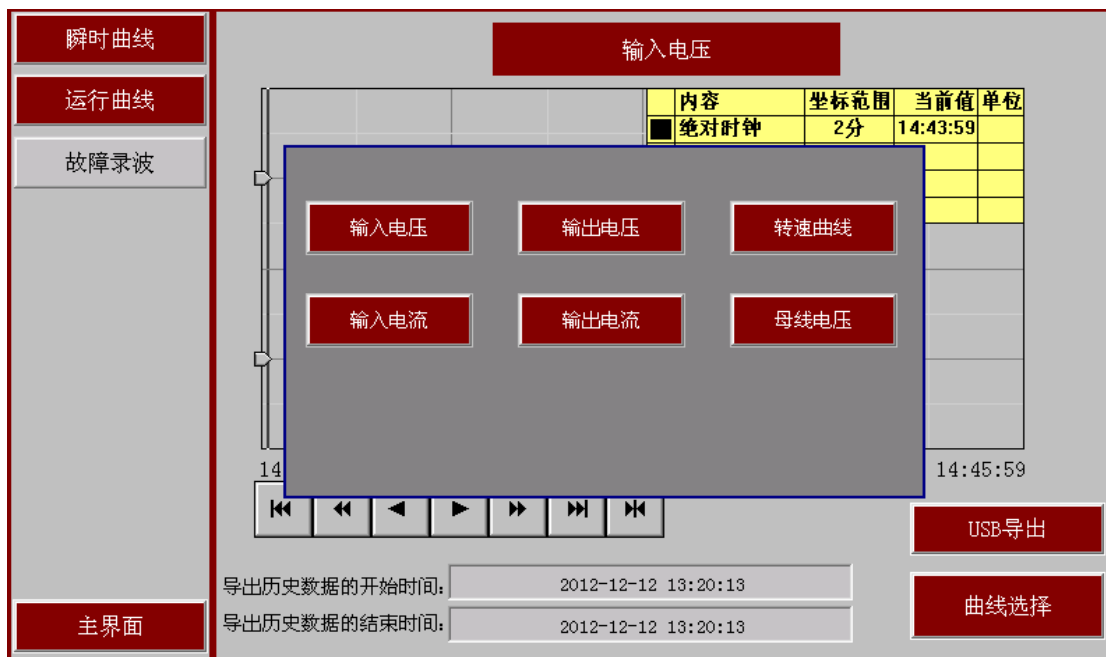 瞬时曲线
运行曲线
故障录波
主界面
输入电压
内容 坐标范围 当前值 单位
绝对时钟 2分 14:43:59
输入电压 输出电压 转速曲线
输入电流 输出电流 母线电压
14 14:45:59
USB导出
导出历史数据的开始时间: 2012-12-12 13:20:13
导出历史数据的结束时间: 2012-12-12 13:20:13
曲线选择